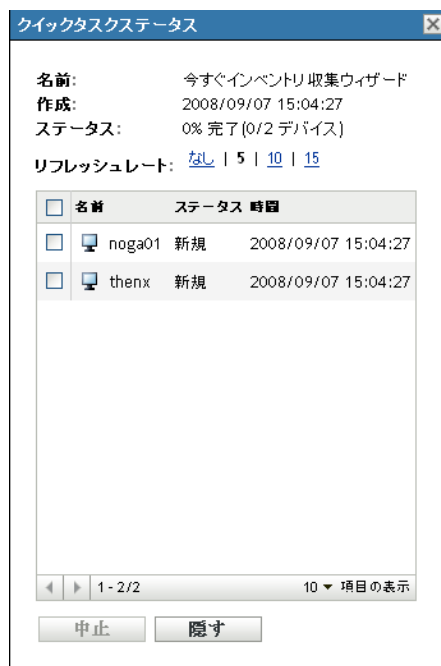 クイックタスクステータス
名前: 今すぐインベントリ収集ウィザード
作成: 2008/09/07 15:04:27
ステータス: 0% 完了(0/2 デバイス)
リフレッシュレート: なし | 5 | 10 | 15
名前 ステータス 時間
noga01 新規 2008/09/07 15:04:27
thenx 新規 2008/09/07 15:04:27
1 - 2/2 10 項目の表示
中止 隠す